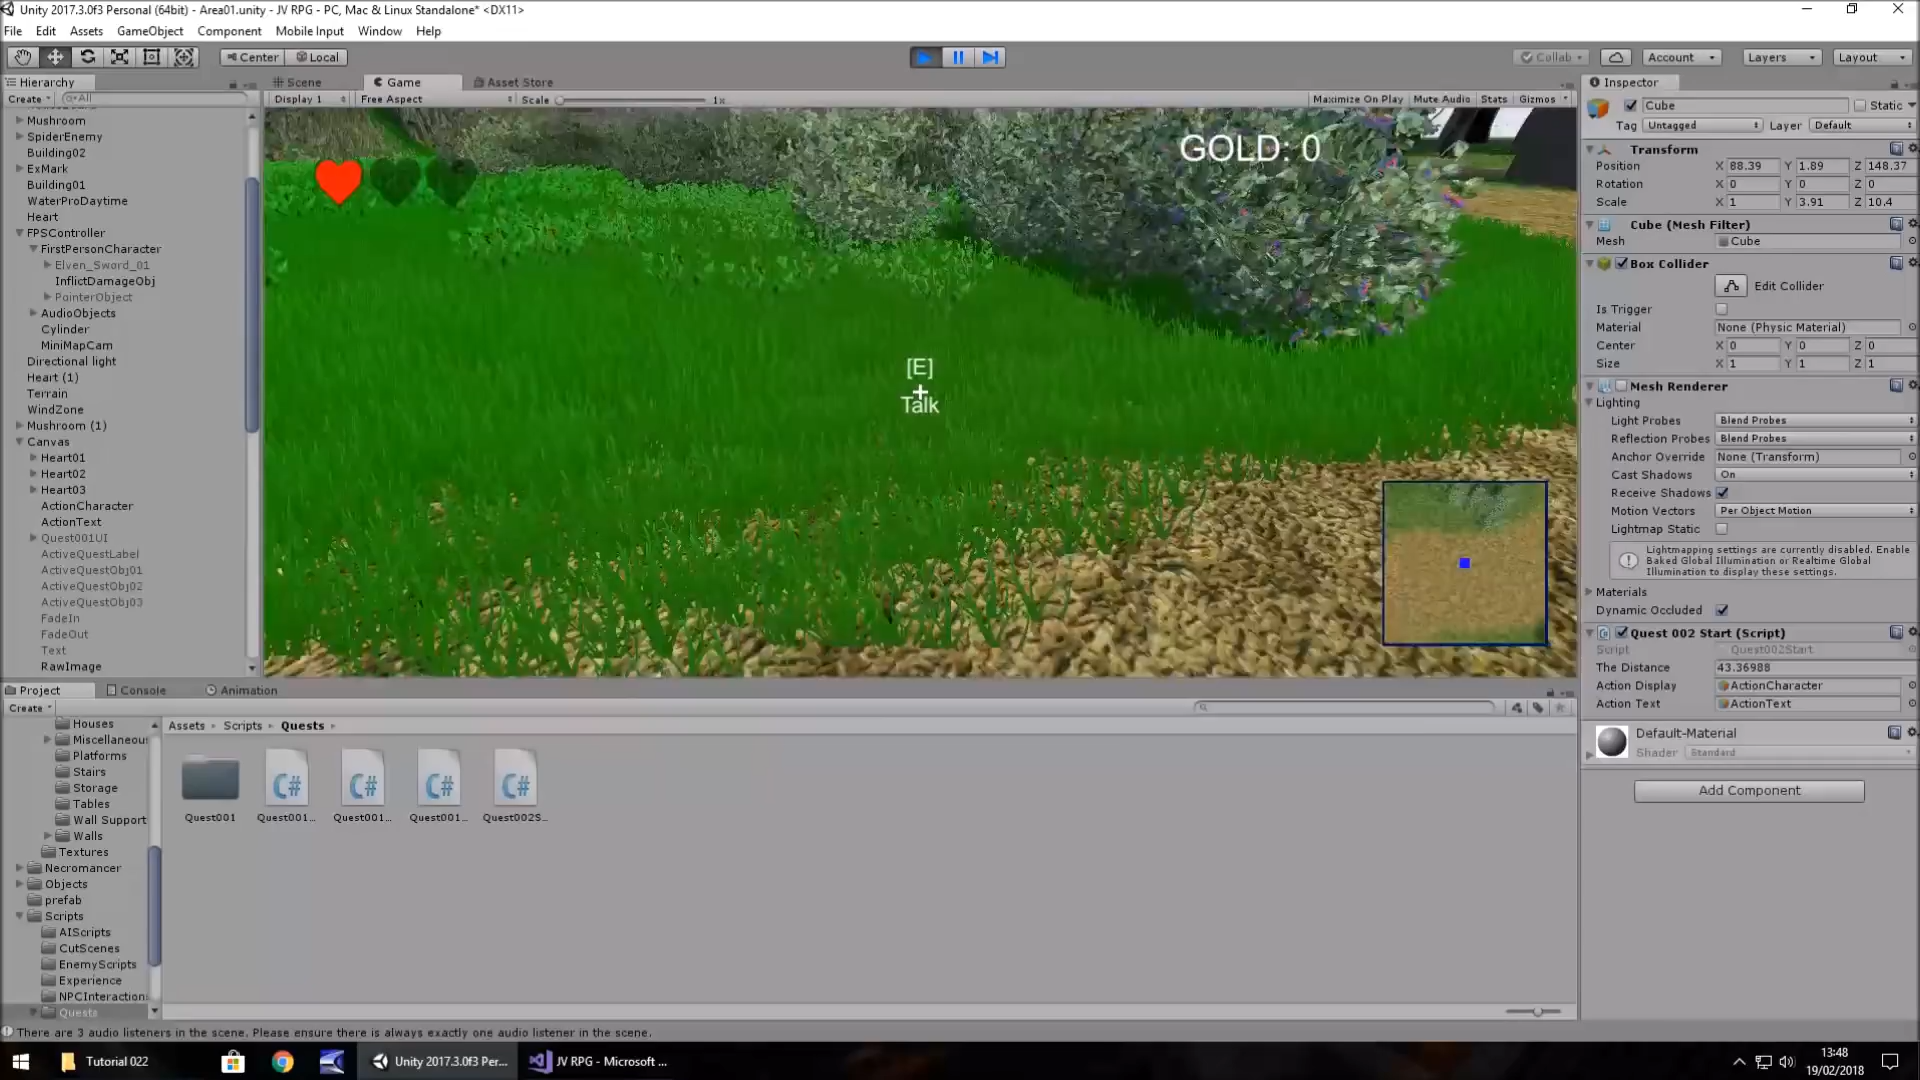 Unity 2017.3.0f3 Personal (64bit) - Area01.unity - JV RPG - PC, Mac & Linux Standalone* <DX11>
File Edit Assets GameObject Component Mobile Input Window Help
Center Local Collab Account Layers Layout
Hierarchy
Create All
Mushroom
SpiderEnemy
Building02
ExMark
Building01
WaterProDaytime
Heart
FPSController
FirstPersonCharacter
Elven_Sword_01
InflictDamageObj
PointerObject
AudioObjects
Cylinder
MiniMapCam
Directional light
Heart (1)
Terrain
WindZone
Mushroom (1)
Canvas
Heart01
Heart02
Heart03
ActionCharacter
ActionText
Quest001UI
ActiveQuestLabel
ActiveQuestObj01
ActiveQuestObj02
ActiveQuestObj03
FadeIn
FadeOut
Text
RawImage
Scene Game Asset Store
Display 1 Free Aspect Scale 1x Maximize On Play Mute Audio Stats Gizmos
GOLD: 0
[E]
Talk
Inspector
Cube Static
Tag Untagged Layer Default
Transform
Position X 88.39 Y 1.89 Z 148.37
Rotation X 0 Y 0 Z 0
Scale X 1 Y 3.91 Z 10.4
Cube (Mesh Filter)
Mesh Cube
Box Collider
Edit Collider
Is Trigger
Material None (Physic Material)
Center X 0 Y 0 Z 0
Size X 1 Y 1 Z 1
Mesh Renderer
Lighting
Light Probes Blend Probes
Reflection Probes Blend Probes
Anchor Override None (Transform)
Cast Shadows On
Receive Shadows
Motion Vectors Per Object Motion
Lightmap Static
Lightmapping settings are currently disabled. Enable
Baked Global Illumination or Realtime Global
Illumination to display these settings.
Materials
Dynamic Occluded
Quest 002 Start (Script)
Script Quest002Start
The Distance 43.36988
Action Display ActionCharacter
Action Text ActionText
Default-Material
Shader Standard
Add Component
Project Console Animation
Create
Houses
Miscellaneou
Platforms
Stairs
Storage
Tables
Wall Support
Walls
Textures
Necromancer
Objects
prefab
Scripts
AIScripts
CutScenes
EnemyScripts
Experience
NPCInteraction
Quests
Assets Scripts Quests
C# C# C# C#
Quest001 Quest001... Quest001... Quest001... Quest002S...
There are 3 audio listeners in the scene. Please ensure there is always exactly one audio listener in the scene.
Tutorial 022 Unity 2017.3.0f3 Per... JV RPG - Microsoft ...
13:48
19/02/2018